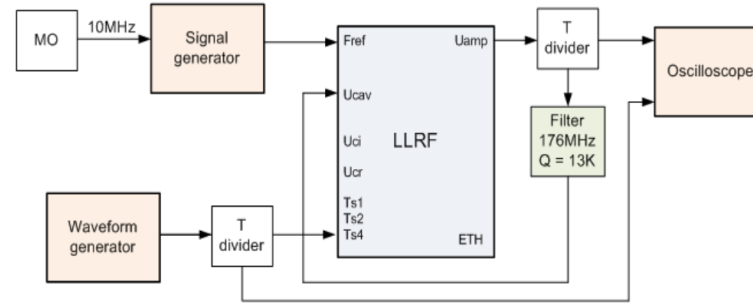 MO
10MHz
Signal
generator
Fref
Uamp
T
divider
Oscilloscope
Ucav
Filter
176MHz
Q = 13K
Uci
LLRF
Ucr
Ts1
Ts2
Ts4
ETH
Waveform
generator
T
divider